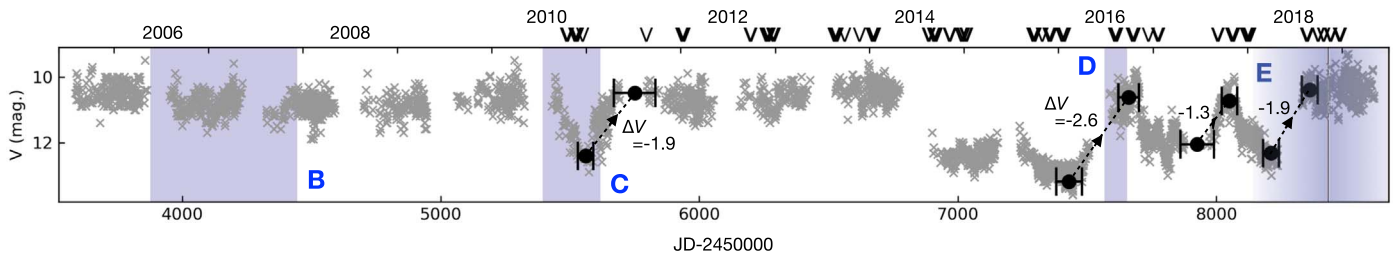 2006 2008 2010 2012 2014 2016 2018
10
12
V (mag.)
B
C
D
E
ΔV
=-1.9
ΔV
=-2.6
-1.3
-1.9
4000 5000 6000 7000 8000
JD-2450000